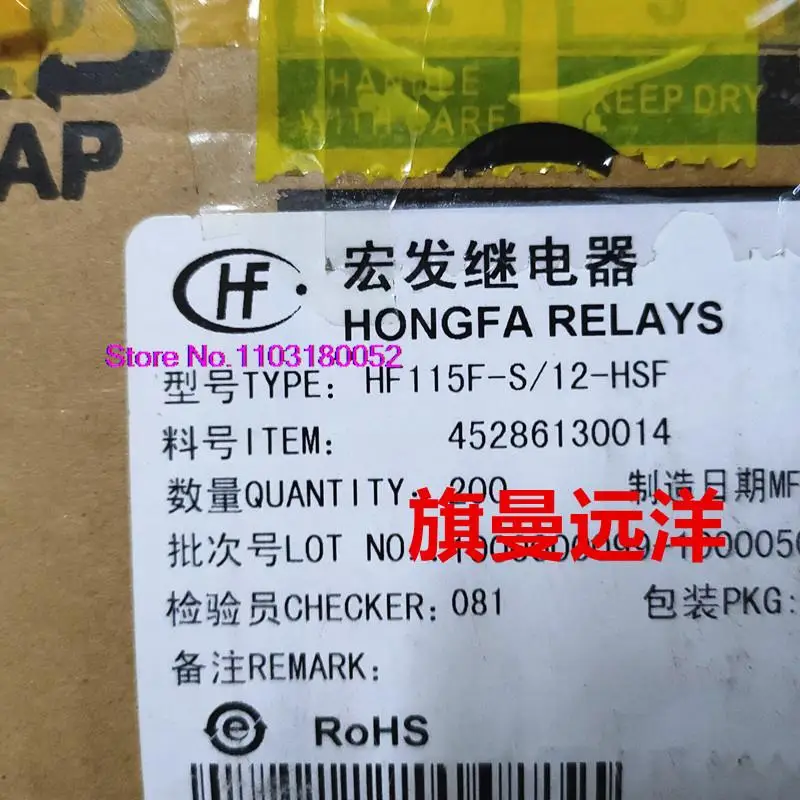 HANDLE
WITH CARE
KEEP DRY
AP
HF
宏发继电器
HONGFA RELAYS
Store No.1103180052
型号TYPE: HF115F-S/12-HSF
料号ITEM: 45286130014
数量QUANTITY: 200 制造日期MF
旗曼远洋
批次号LOT NO.
检验员CHECKER: 081 包装PKG:
备注REMARK:
e RoHS